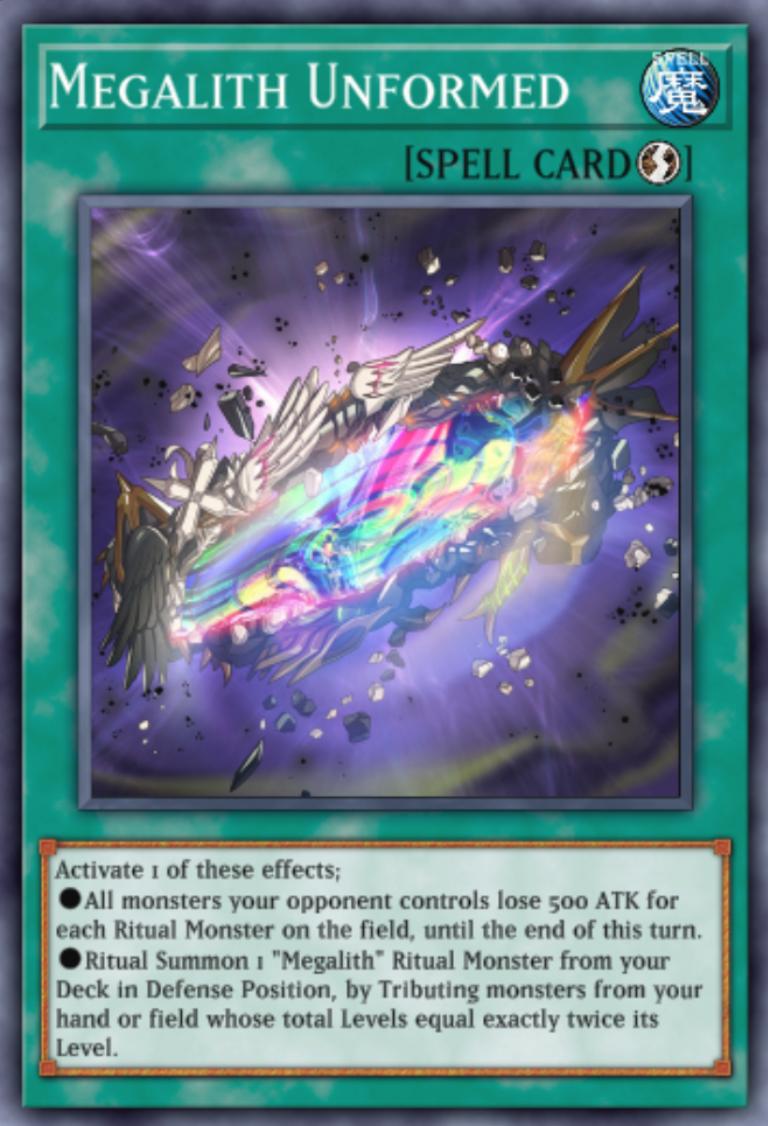 MEGALITH UNFORMED
SPELL
魔
[SPELL CARD]
Activate 1 of these effects;
●All monsters your opponent controls lose 500 ATK for
each Ritual Monster on the field, until the end of this turn.
●Ritual Summon 1 "Megalith" Ritual Monster from your
Deck in Defense Position, by Tributing monsters from your
hand or field whose total Levels equal exactly twice its
Level.